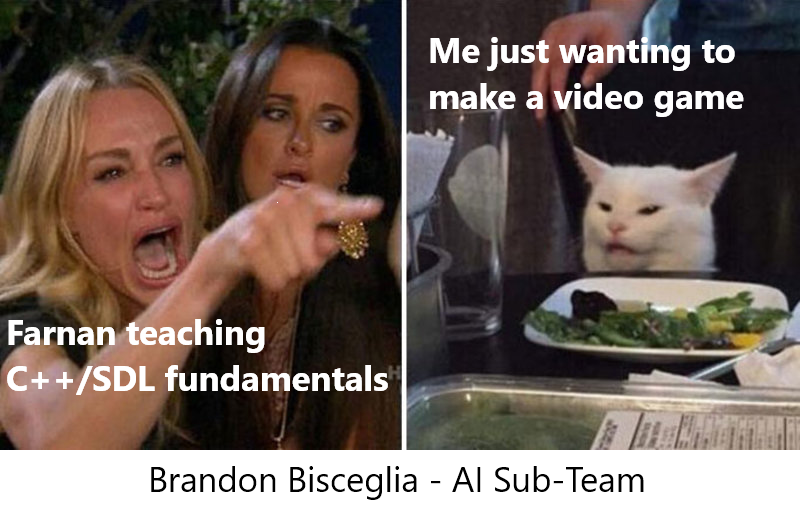 Me just wanting to
make a video game
Farnan teaching
C++/SDL fundamentals
Brandon Bisceglia - AI Sub-Team